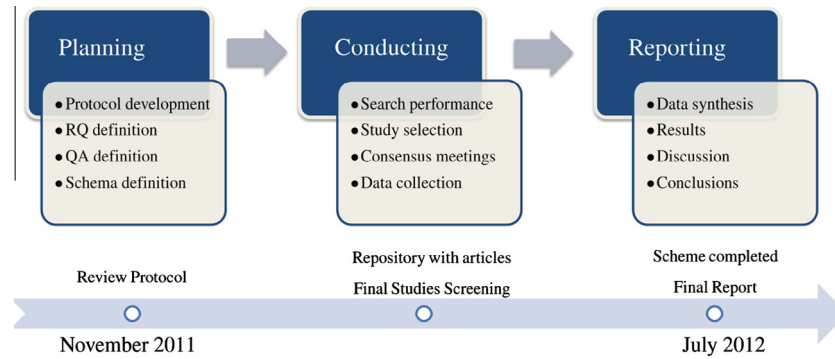 Planning
● Protocol development
● RQ definition
● QA definition
● Schema definition
Conducting
● Search performance
● Study selection
● Consensus meetings
● Data collection
Reporting
● Data synthesis
● Results
● Discussion
● Conclusions
Review Protocol
Repository with articles
Final Studies Screening
Scheme completed
Final Report
November 2011
July 2012